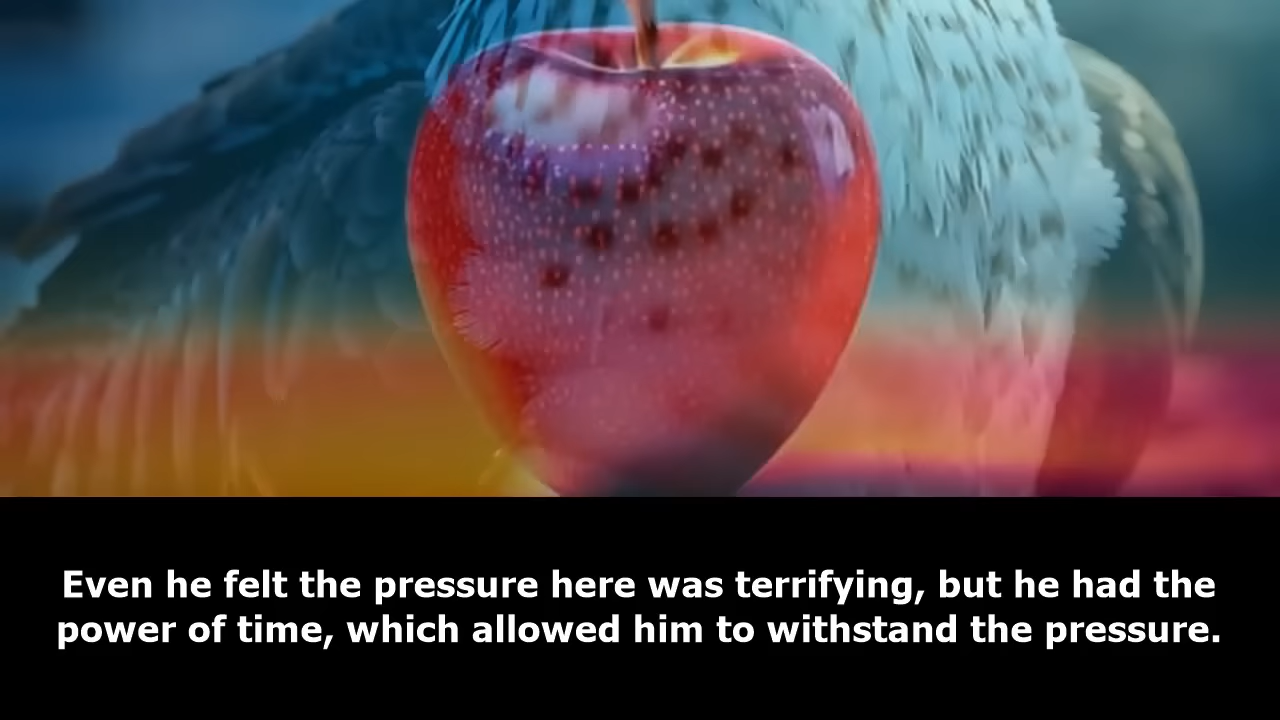 Even he felt the pressure here was terrifying, but he had the
power of time, which allowed him to withstand the pressure.